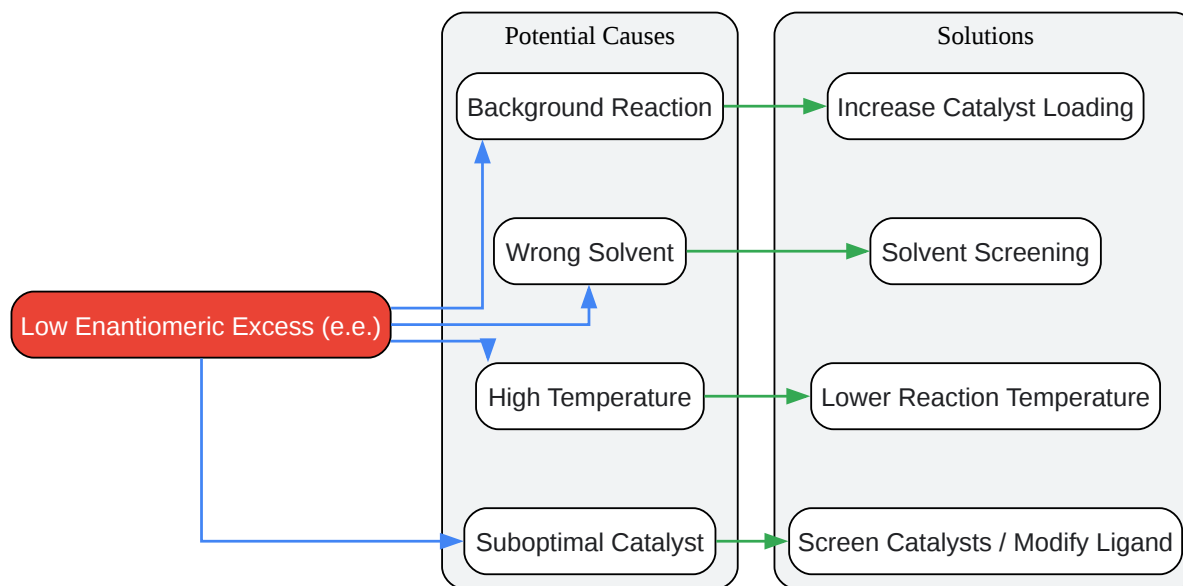 Potential Causes
Solutions
Background Reaction
Increase Catalyst Loading
Wrong Solvent
Solvent Screening
Low Enantiomeric Excess (e.e.)
High Temperature
Lower Reaction Temperature
Suboptimal Catalyst
Screen Catalysts / Modify Ligand